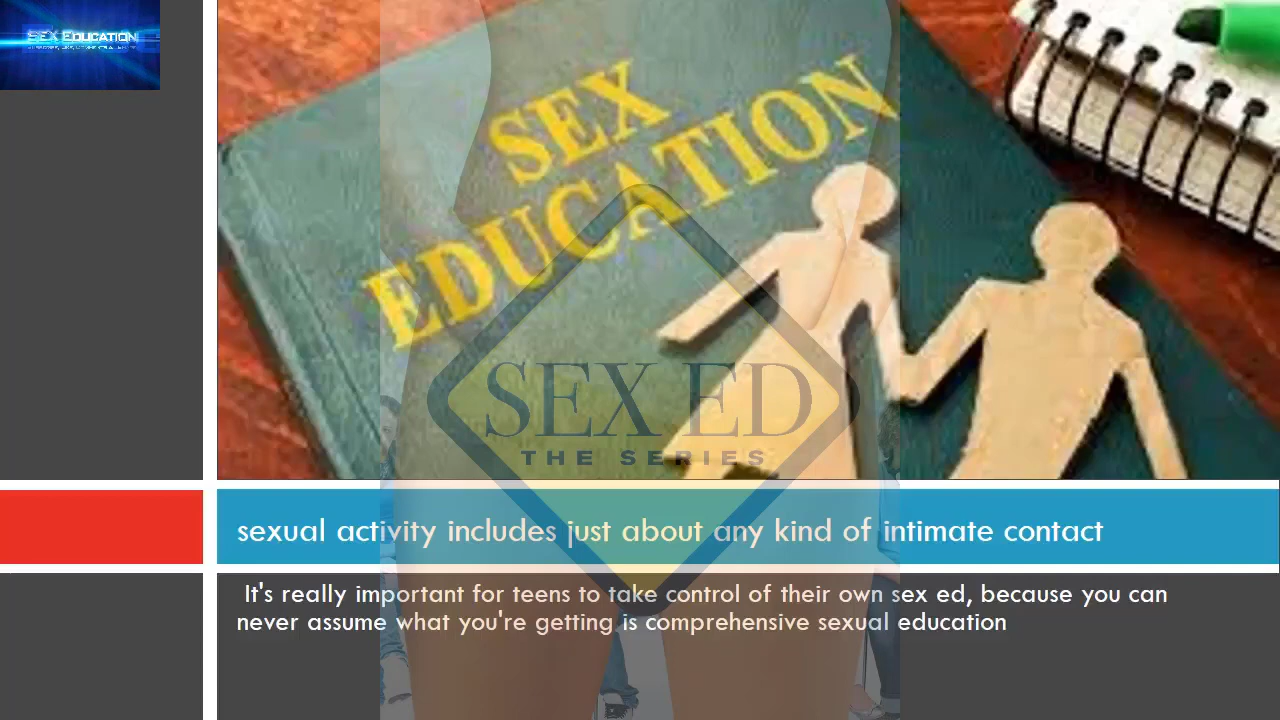 SEX EDUCATION
SEX
EDUCATION
SEX ED
THE SERIES
sexual activity includes just about any kind of intimate contact
It's really important for teens to take control of their own sex ed, because you can
never assume what you're getting is comprehensive sexual education